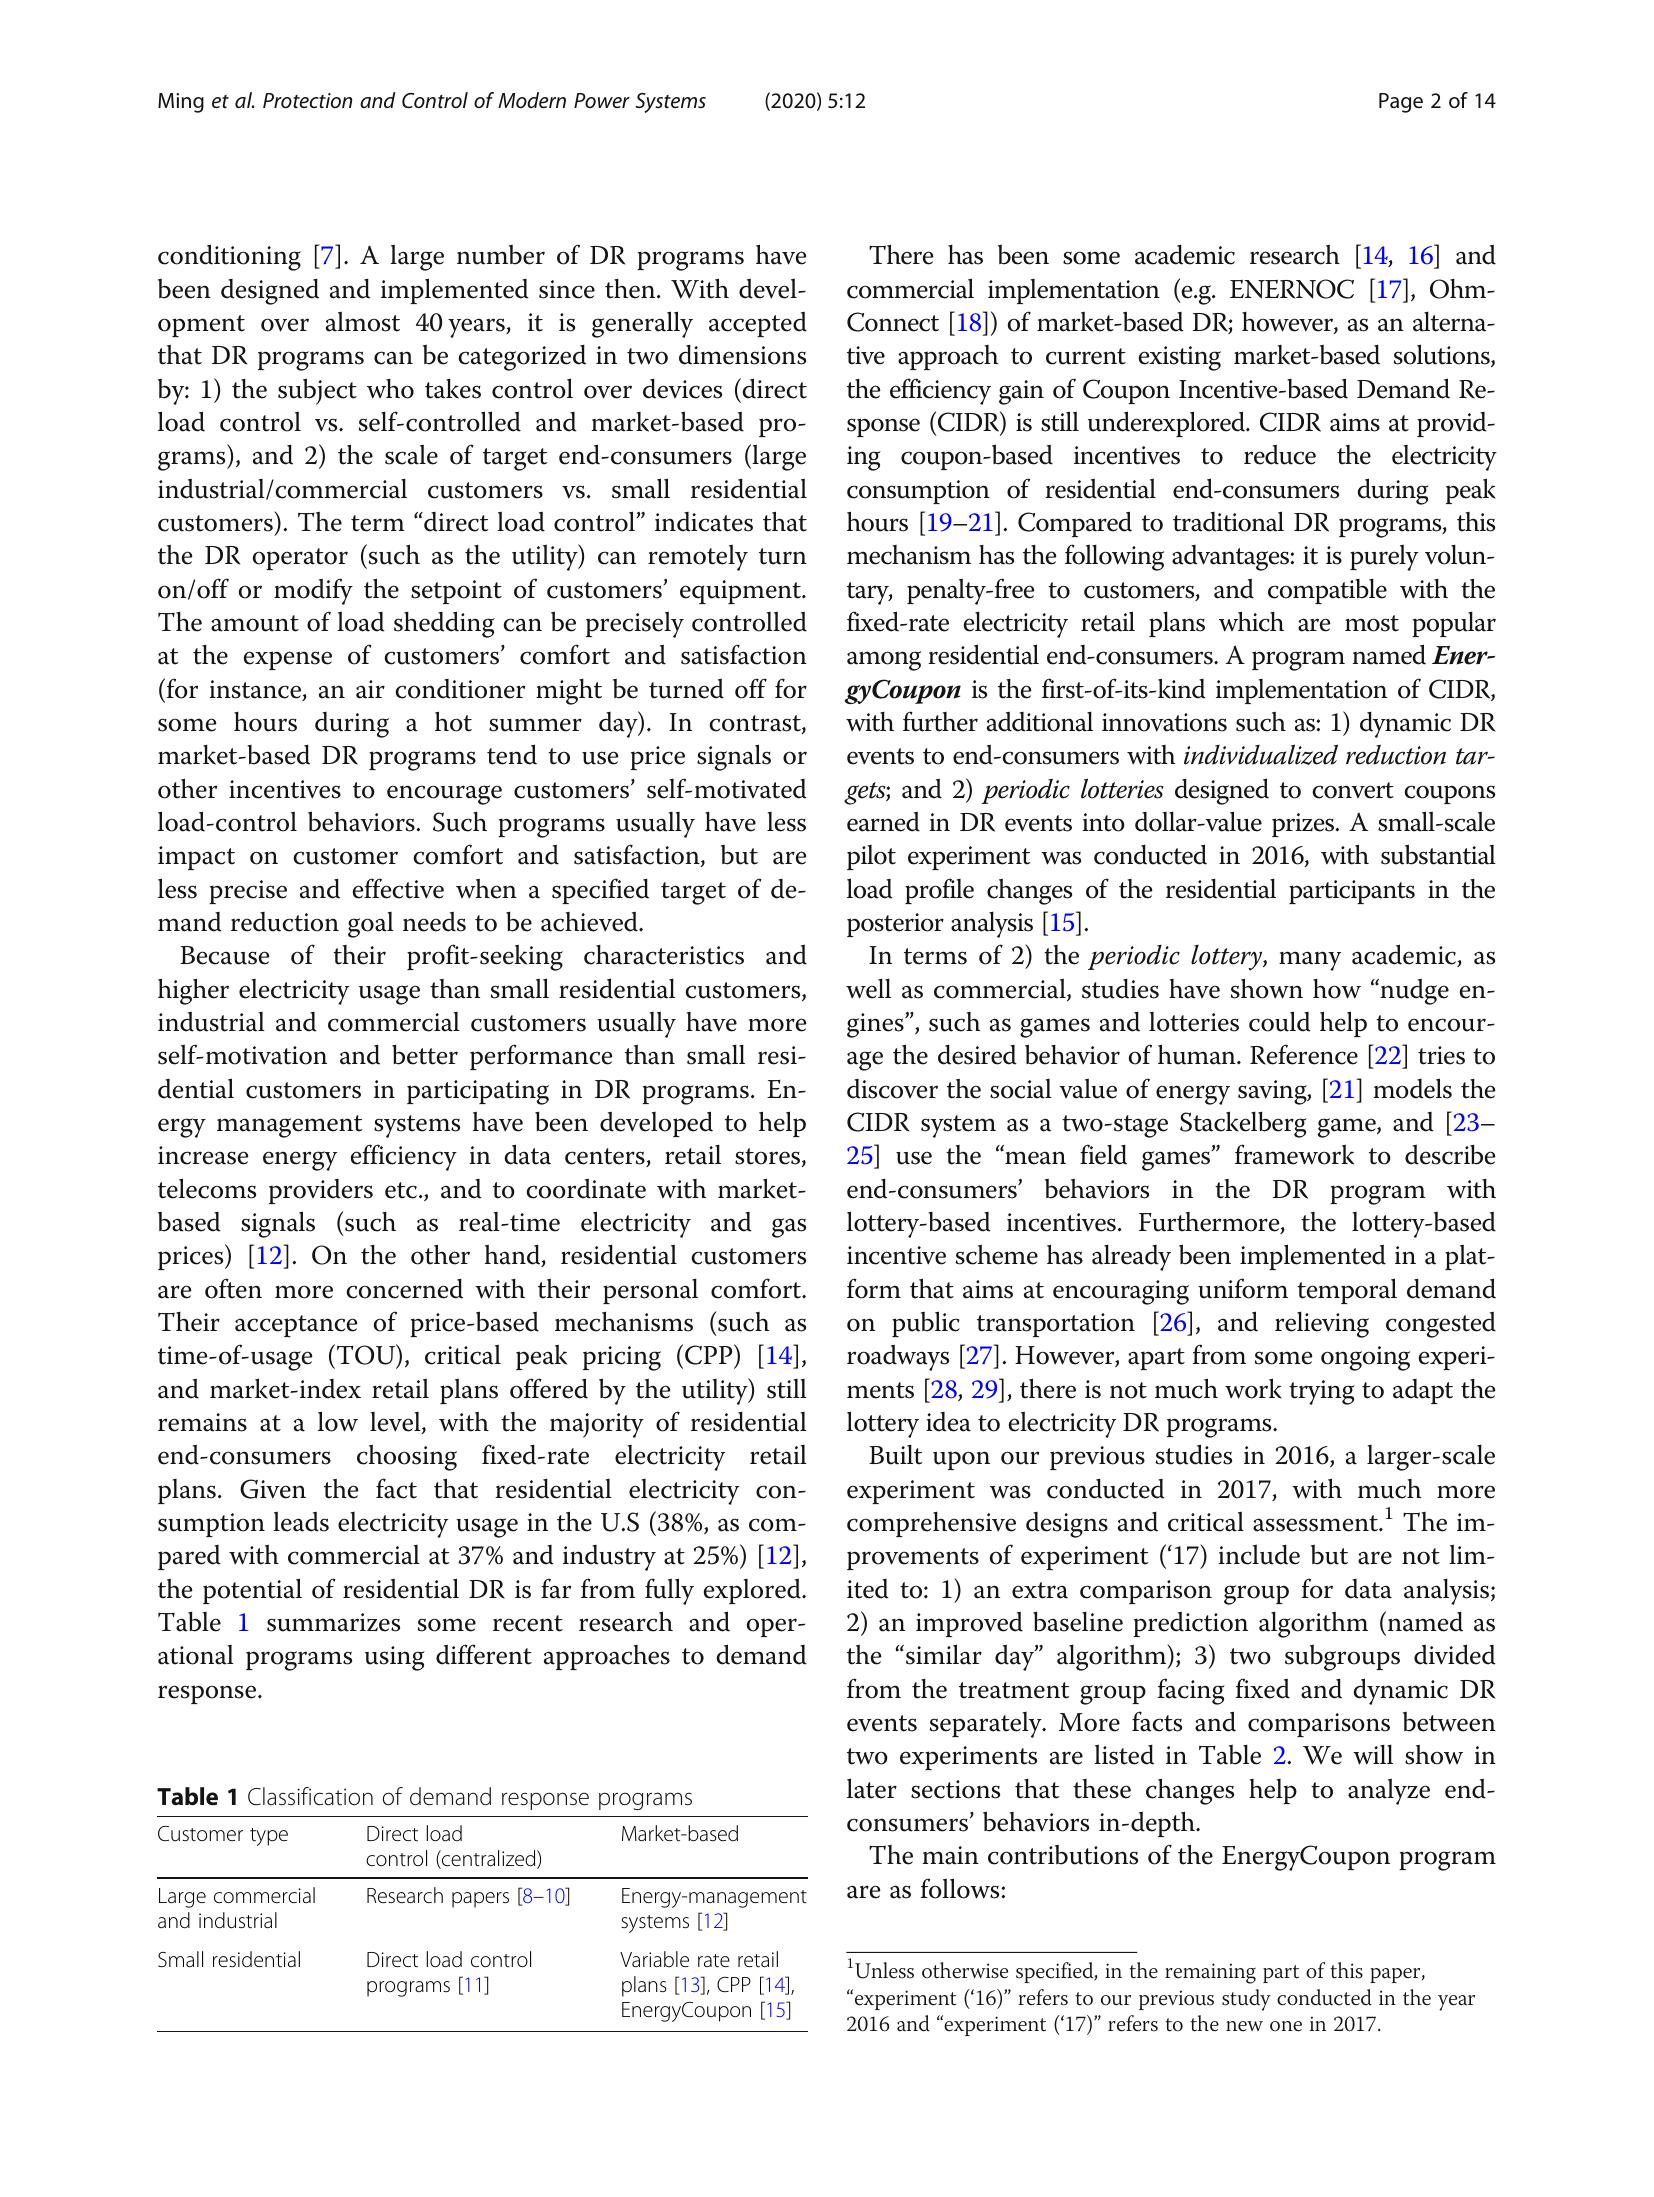 Ming et al. Protection and Control of Modern Power Systems (2020) 5:12 Page 2 of 14
conditioning [7]. A large number of DR programs have
been designed and implemented since then. With devel-
opment over almost 40 years, it is generally accepted
that DR programs can be categorized in two dimensions
by: 1) the subject who takes control over devices (direct
load control vs. self-controlled and market-based pro-
grams), and 2) the scale of target end-consumers (large
industrial/commercial customers vs. small residential
customers). The term “direct load control” indicates that
the DR operator (such as the utility) can remotely turn
on/off or modify the setpoint of customers’ equipment.
The amount of load shedding can be precisely controlled
at the expense of customers’ comfort and satisfaction
(for instance, an air conditioner might be turned off for
some hours during a hot summer day). In contrast,
market-based DR programs tend to use price signals or
other incentives to encourage customers’ self-motivated
load-control behaviors. Such programs usually have less
impact on customer comfort and satisfaction, but are
less precise and effective when a specified target of de-
mand reduction goal needs to be achieved.
Because of their profit-seeking characteristics and
higher electricity usage than small residential customers,
industrial and commercial customers usually have more
self-motivation and better performance than small resi-
dential customers in participating in DR programs. En-
ergy management systems have been developed to help
increase energy efficiency in data centers, retail stores,
telecoms providers etc., and to coordinate with market-
based signals (such as real-time electricity and gas
prices) [12]. On the other hand, residential customers
are often more concerned with their personal comfort.
Their acceptance of price-based mechanisms (such as
time-of-usage (TOU), critical peak pricing (CPP) [14],
and market-index retail plans offered by the utility) still
remains at a low level, with the majority of residential
end-consumers choosing fixed-rate electricity retail
plans. Given the fact that residential electricity con-
sumption leads electricity usage in the U.S (38%, as com-
pared with commercial at 37% and industry at 25%) [12],
the potential of residential DR is far from fully explored.
Table 1 summarizes some recent research and oper-
ational programs using different approaches to demand
response.
Table 1 Classification of demand response programs
Customer type Direct load Market-based
control (centralized)
Large commercial Research papers [8–10] Energy-management
and industrial systems [12]
Small residential Direct load control Variable rate retail
programs [11] plans [13], CPP [14],
EnergyCoupon [15]
There has been some academic research [14, 16] and
commercial implementation (e.g. ENERNOC [17], Ohm-
Connect [18]) of market-based DR; however, as an alterna-
tive approach to current existing market-based solutions,
the efficiency gain of Coupon Incentive-based Demand Re-
sponse (CIDR) is still underexplored. CIDR aims at provid-
ing coupon-based incentives to reduce the electricity
consumption of residential end-consumers during peak
hours [19–21]. Compared to traditional DR programs, this
mechanism has the following advantages: it is purely volun-
tary, penalty-free to customers, and compatible with the
fixed-rate electricity retail plans which are most popular
among residential end-consumers. A program named Ener-
gyCoupon is the first-of-its-kind implementation of CIDR,
with further additional innovations such as: 1) dynamic DR
events to end-consumers with individualized reduction tar-
gets; and 2) periodic lotteries designed to convert coupons
earned in DR events into dollar-value prizes. A small-scale
pilot experiment was conducted in 2016, with substantial
load profile changes of the residential participants in the
posterior analysis [15].
In terms of 2) the periodic lottery, many academic, as
well as commercial, studies have shown how “nudge en-
gines”, such as games and lotteries could help to encour-
age the desired behavior of human. Reference [22] tries to
discover the social value of energy saving, [21] models the
CIDR system as a two-stage Stackelberg game, and [23–
25] use the “mean field games” framework to describe
end-consumers’ behaviors in the DR program with
lottery-based incentives. Furthermore, the lottery-based
incentive scheme has already been implemented in a plat-
form that aims at encouraging uniform temporal demand
on public transportation [26], and relieving congested
roadways [27]. However, apart from some ongoing experi-
ments [28, 29], there is not much work trying to adapt the
lottery idea to electricity DR programs.
Built upon our previous studies in 2016, a larger-scale
experiment was conducted in 2017, with much more
comprehensive designs and critical assessment.1 The im-
provements of experiment (‘17) include but are not lim-
ited to: 1) an extra comparison group for data analysis;
2) an improved baseline prediction algorithm (named as
the “similar day” algorithm); 3) two subgroups divided
from the treatment group facing fixed and dynamic DR
events separately. More facts and comparisons between
two experiments are listed in Table 2. We will show in
later sections that these changes help to analyze end-
consumers’ behaviors in-depth.
The main contributions of the EnergyCoupon program
are as follows:
1Unless otherwise specified, in the remaining part of this paper,
“experiment (‘16)” refers to our previous study conducted in the year
2016 and “experiment (‘17)” refers to the new one in 2017.